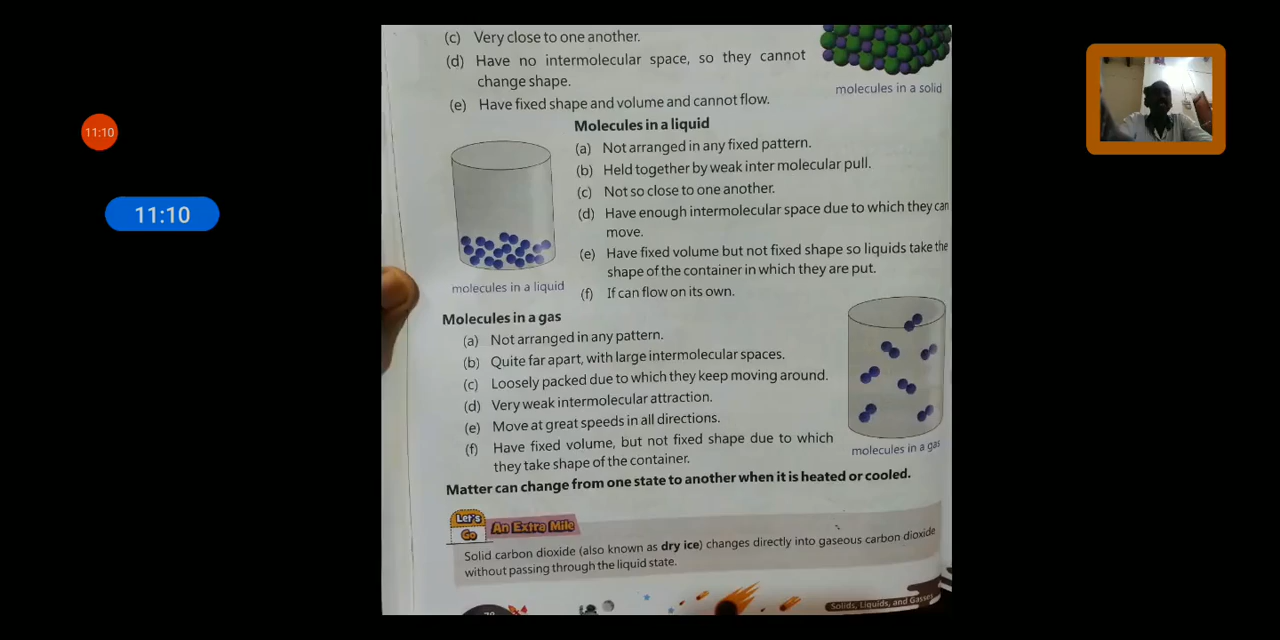 (c) Very close to one another.
(d) Have no intermolecular space, so they cannot
change shape.
(e) Have fixed shape and volume and cannot flow.
molecules in a solid
11:10
11:10
Molecules in a liquid
(a) Not arranged in any fixed pattern.
(b) Held together by weak inter molecular pull.
(c) Not so close to one another.
(d) Have enough intermolecular space due to which they can
move.
(e) Have fixed volume but not fixed shape so liquids take the
shape of the container in which they are put.
(f) If can flow on its own.
molecules in a liquid
Molecules in a gas
(a) Not arranged in any pattern.
(b) Quite far apart, with large intermolecular spaces.
(c) Loosely packed due to which they keep moving around.
(d) Very weak intermolecular attraction.
(e) Move at great speeds in all directions.
(f) Have fixed volume, but not fixed shape due to which
they take shape of the container.
molecules in a gas
Matter can change from one state to another when it is heated or cooled.
Let's
Go
An Extra Mile
Solid carbon dioxide (also known as dry ice) changes directly into gaseous carbon dioxide
without passing through the liquid state.
Solids, Liquids, and Gases